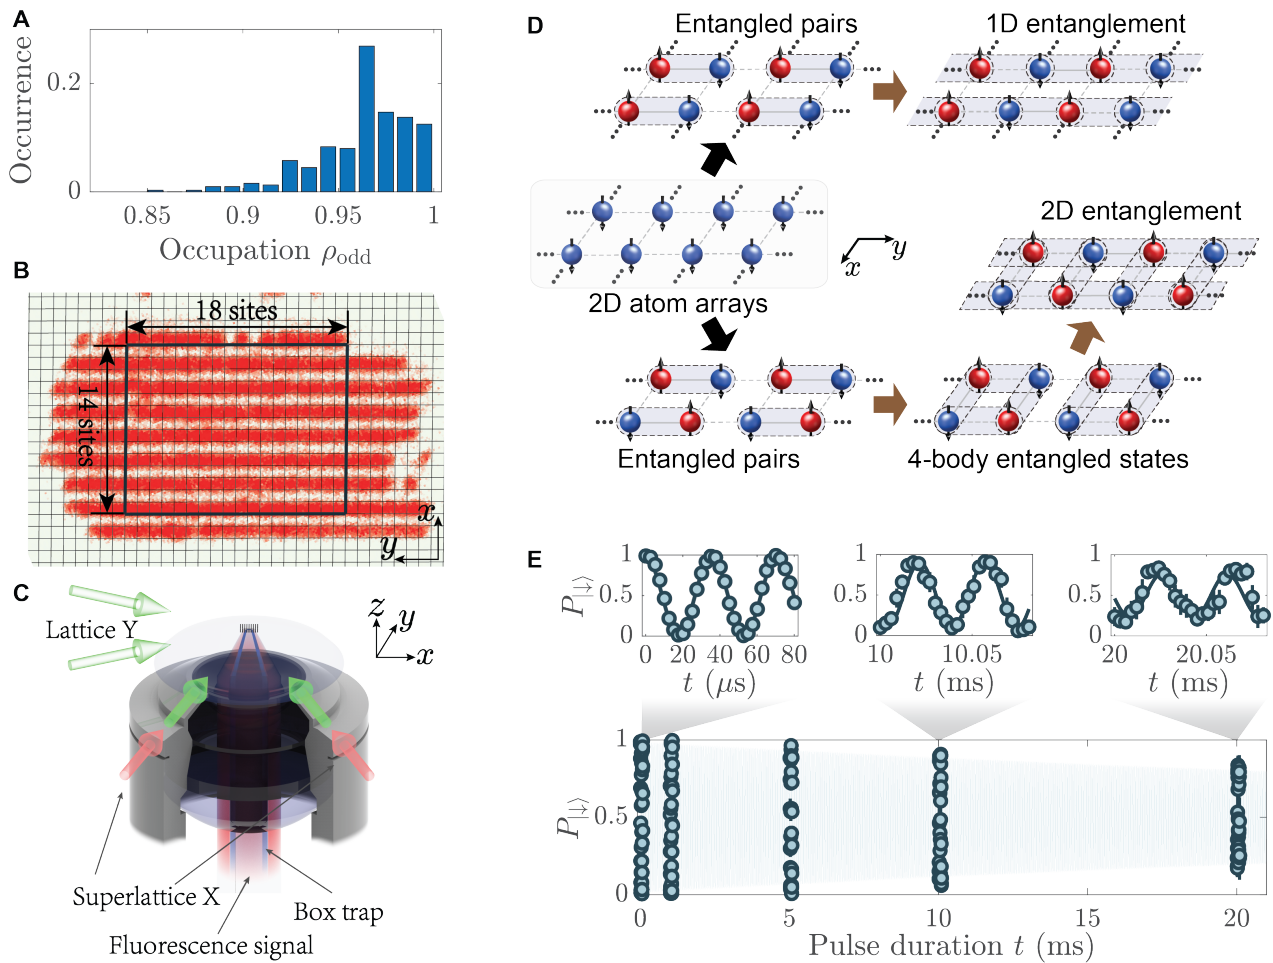 A
Occurrence
0.2
0
0.85
0.9
0.95
1
Occupation ρodd
B
18 sites
14 sites
x
y
C
Lattice Y
z
y
x
Superlattice X
Box trap
Fluorescence signal
D
Entangled pairs
1D entanglement
2D entanglement
x
y
2D atom arrays
Entangled pairs
4-body entangled states
E
P|↓⟩
1
0.5
0
0
20
40
60
80
t (μs)
1
0.5
0
10
10.05
t (ms)
1
0.5
0
20
20.05
t (ms)
P|↓⟩
1
0.5
0
0
5
10
15
20
Pulse duration t (ms)